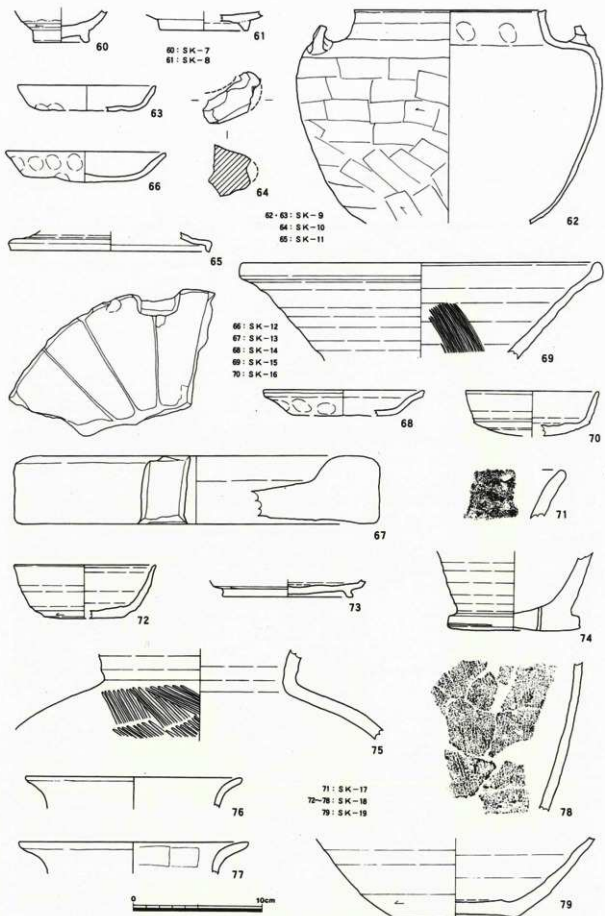 60
60: SK-7
61: SK-8
61
62
63
64
66
62・63: SK-9
64: SK-10
65: SK-11
65
66: SK-12
67: SK-13
68: SK-14
69: SK-15
70: SK-16
69
68
70
71
67
72
73
74
75
71: SK-17
72~78: SK-18
79: SK-19
76
78
77
0
10cm
79